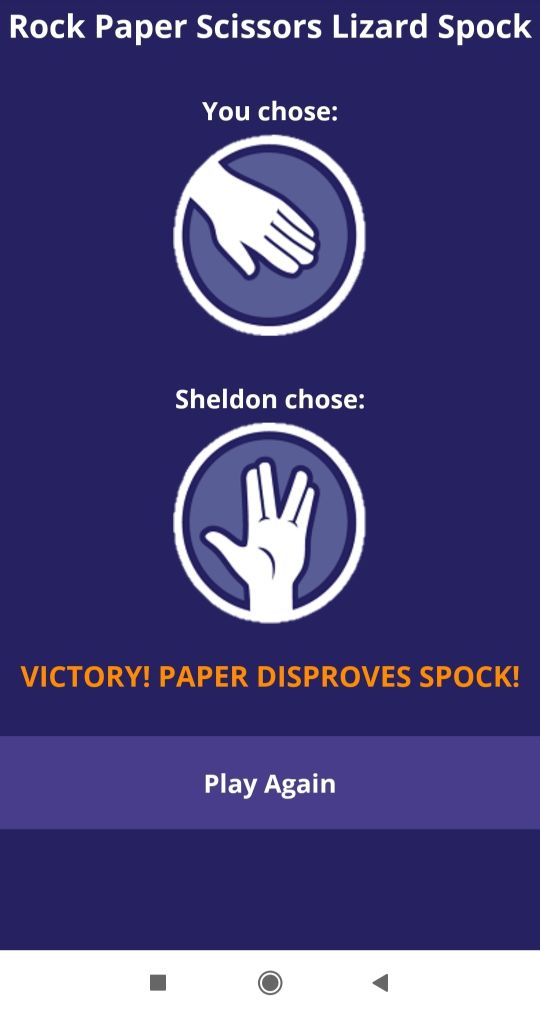 Rock Paper Scissors Lizard Spock
You chose:
Sheldon chose:
VICTORY! PAPER DISPROVES SPOCK!
Play Again